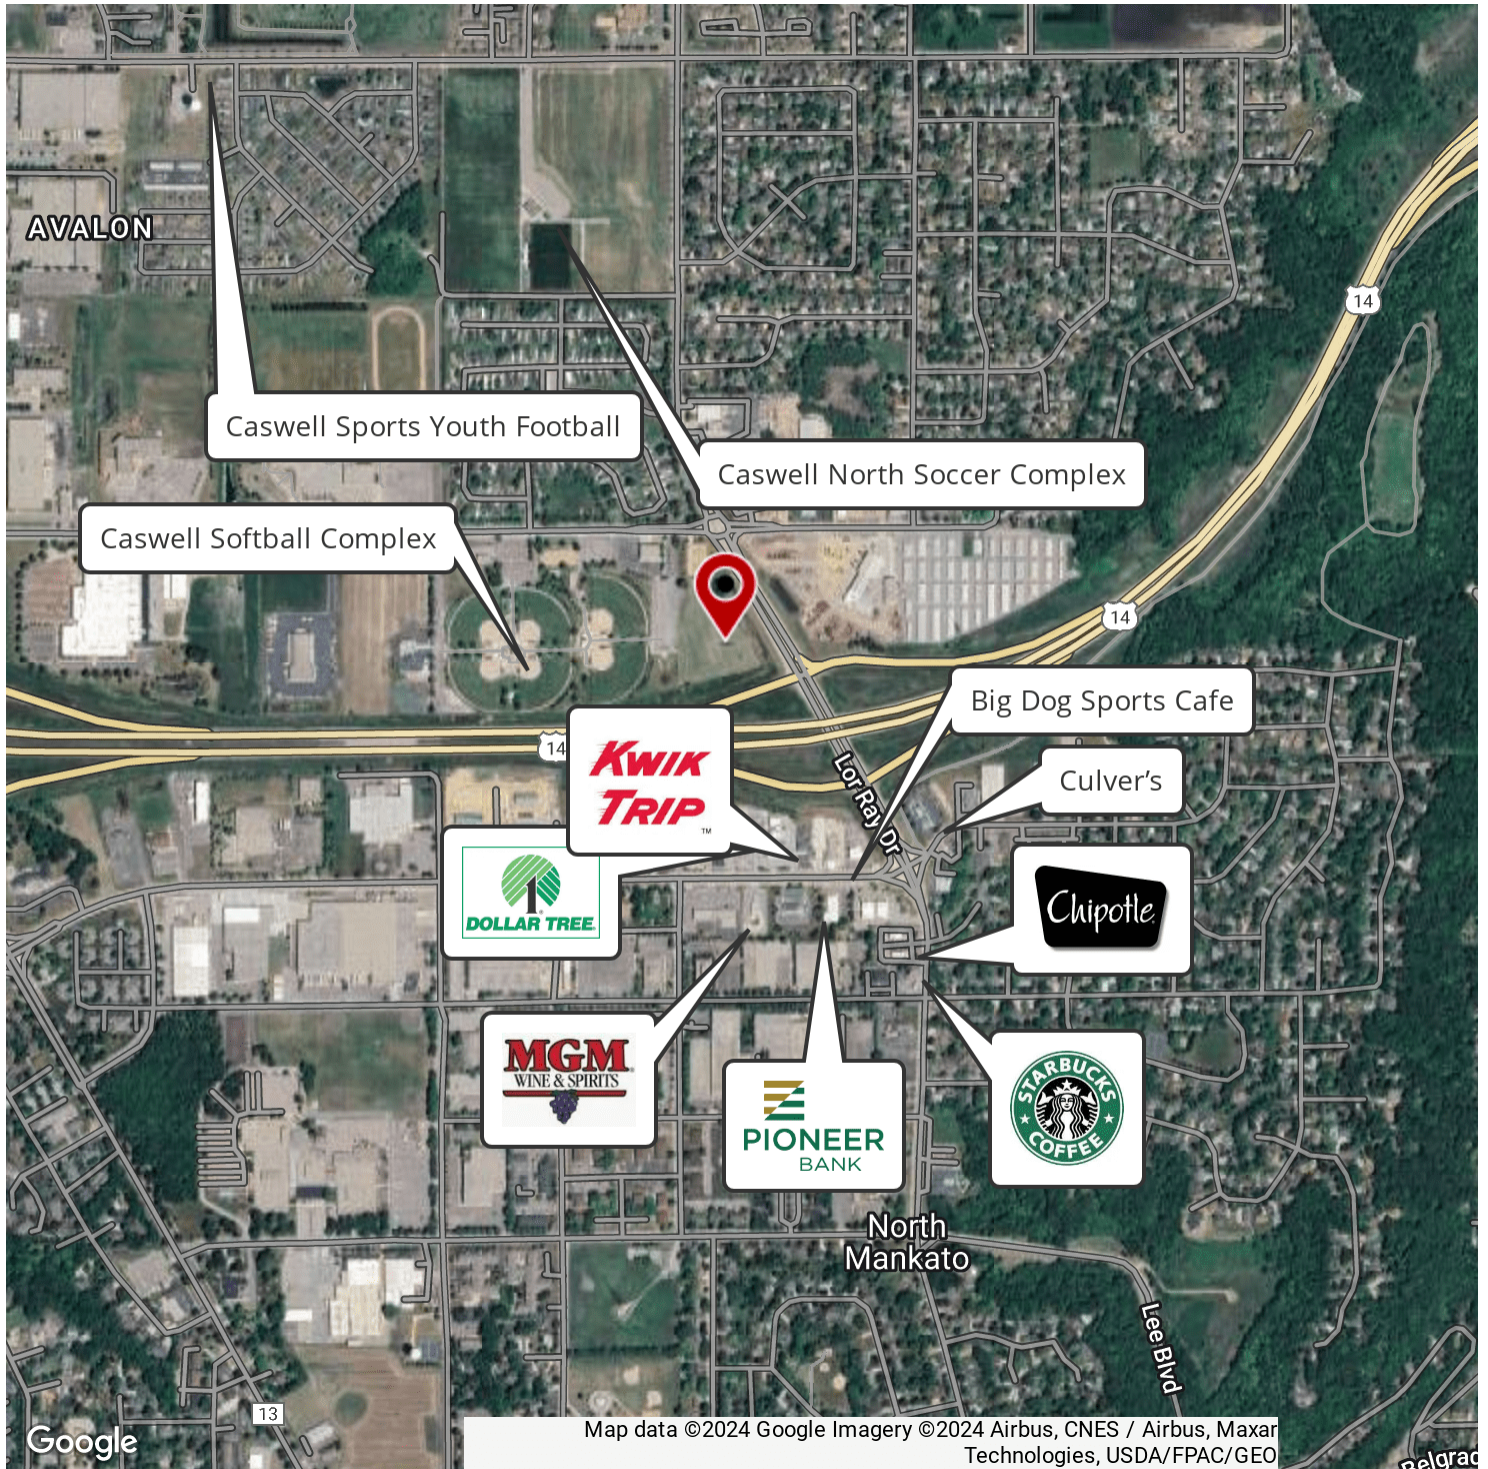 AVALON
14
Caswell Sports Youth Football
Caswell North Soccer Complex
Caswell Softball Complex
14
Big Dog Sports Cafe
14
KWIK
TRIP
™
Lor Ray Dr
Culver’s
1
DOLLAR TREE
Chipotle
MGM
WINE & SPIRITS
PIONEER
BANK
STARBUCKS
COFFEE
North
Mankato
Lee Blvd
13
Google
Map data ©2024 Google Imagery ©2024 Airbus, CNES / Airbus, Maxar
Technologies, USDA/FPAC/GEO